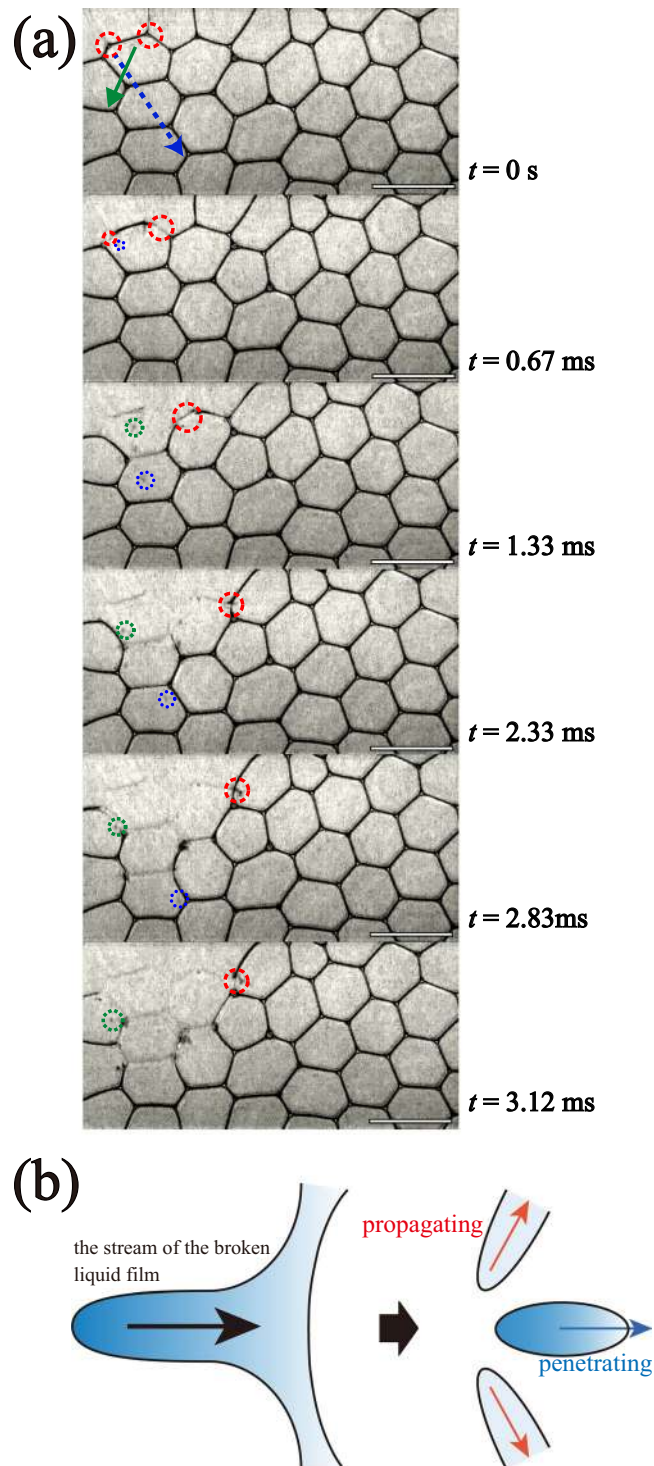 (a)
t = 0 s
t = 0.67 ms
t = 1.33 ms
t = 2.33 ms
t = 2.83ms
t = 3.12 ms
(b)
the stream of the broken
liquid film
propagating
penetrating